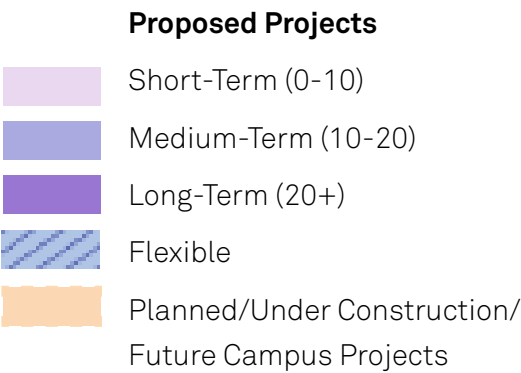 Proposed Projects
Short-Term (0-10)
Medium-Term (10-20)
Long-Term (20+)
Flexible
Planned/Under Construction/
Future Campus Projects